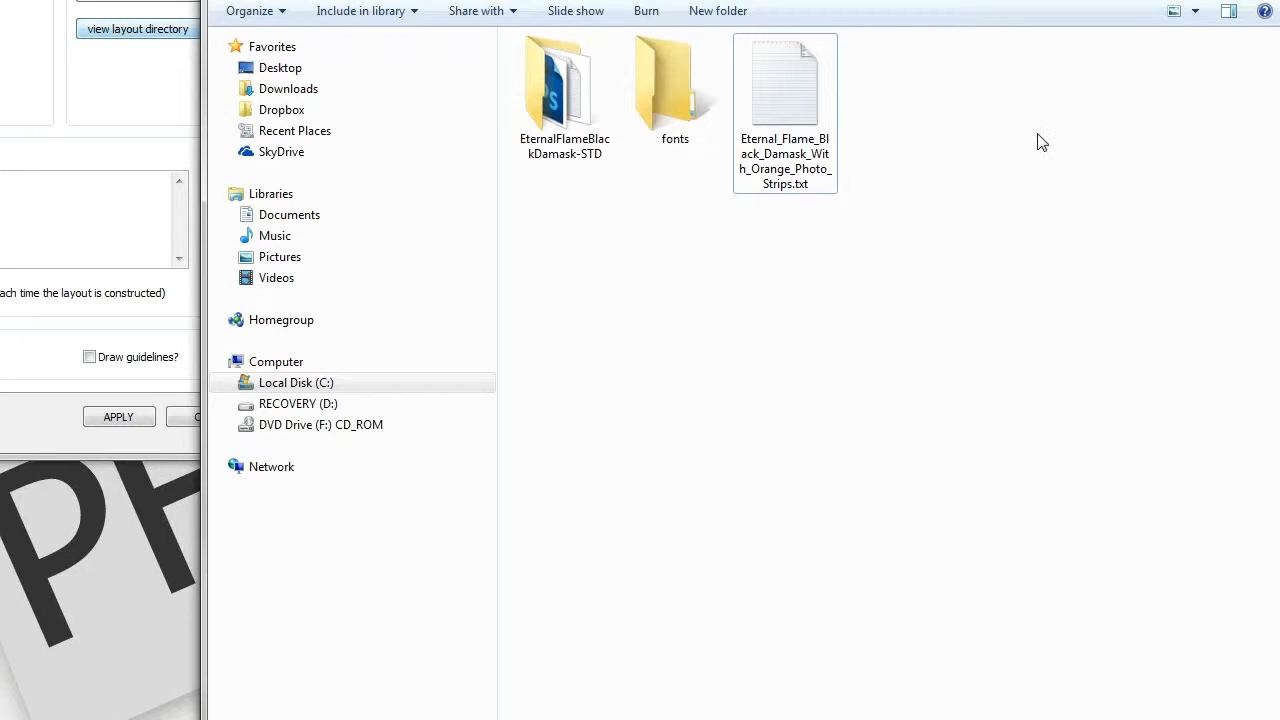 Organize
Include in library
Share with
Slide show
Burn
New folder
view layout directory
ach time the layout is constructed)
Draw guidelines?
APPLY
PH
Favorites
Desktop
Downloads
Dropbox
Recent Places
SkyDrive
Libraries
Documents
Music
Pictures
Videos
Homegroup
Computer
Local Disk (C:)
RECOVERY (D:)
DVD Drive (F:) CD_ROM
Network
EternalFlameBlac
kDamask-STD
fonts
Eternal_Flame_Bl
ack_Damask_Wit
h_Orange_Photo_
Strips.txt